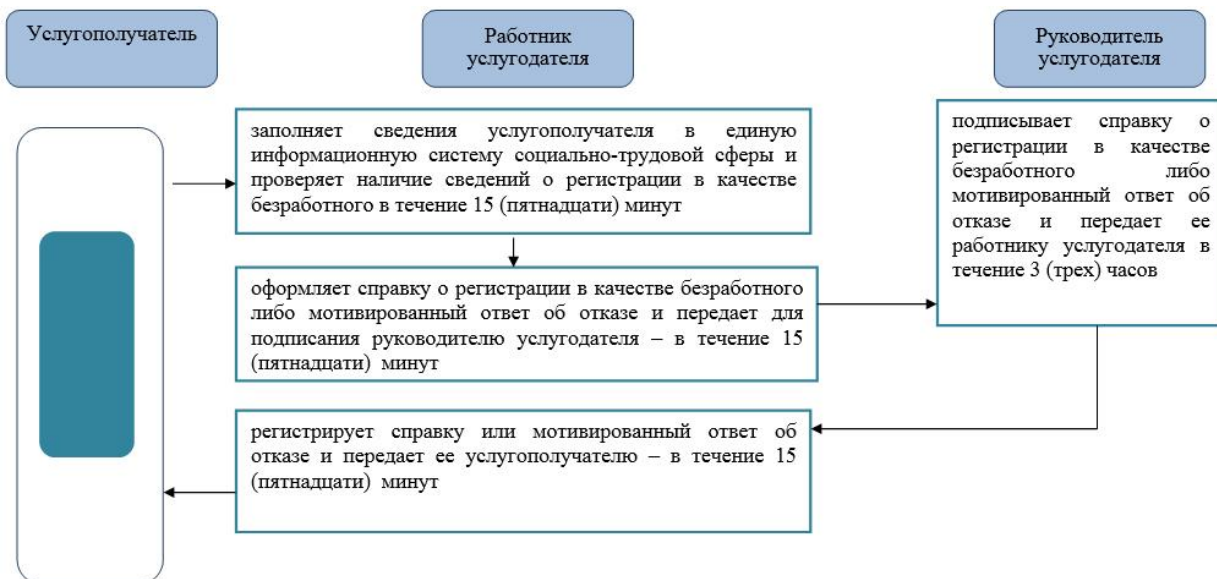 Услугополучатель
Работник
услугодателя
Руководитель
услугодателя
заполняет сведения услугополучателя в единую
информационную систему социально-трудовой сферы и
проверяет наличие сведений о регистрации в качестве
безработного в течение 15 (пятнадцати) минут
оформляет справку о регистрации в качестве безработного
либо мотивированный ответ об отказе и передает для
подписания руководителю услугодателя – в течение 15
(пятнадцати) минут
подписывает справку о
регистрации в качестве
безработного либо
мотивированный ответ об
отказе и передает ее
работнику услугодателя в
течение 3 (трех) часов
регистрирует справку или мотивированный ответ об
отказе и передает ее услугополучателю – в течение 15
(пятнадцати) минут